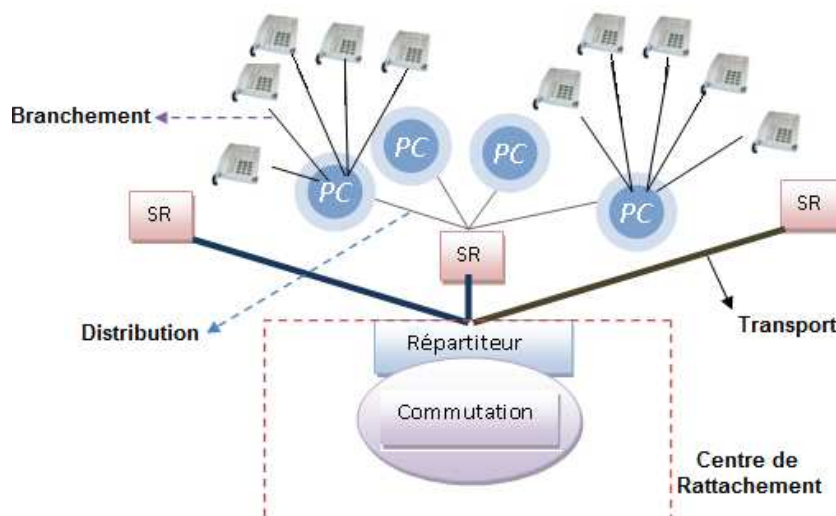 Branchement
PC
PC
PC
PC
SR
SR
SR
Distribution
Transport
Répartiteur
Commutation
Centre de
Rattachement